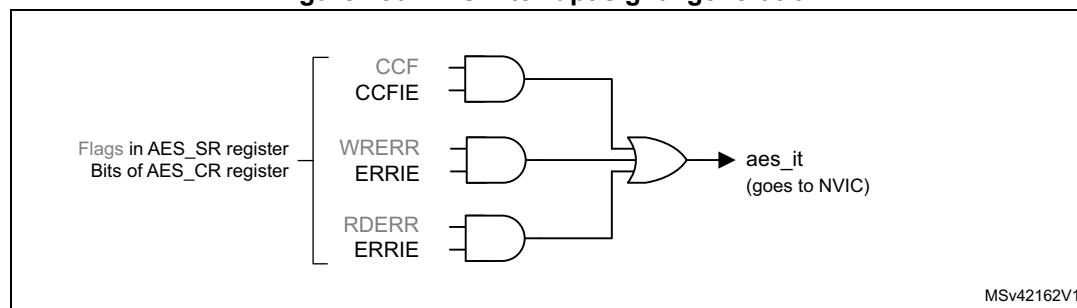 CCF
CCFIE
Flags in AES_SR register
Bits of AES_CR register
WRERR
ERRIE
aes_it
(goes to NVIC)
RDERR
ERRIE
MSv42162V1